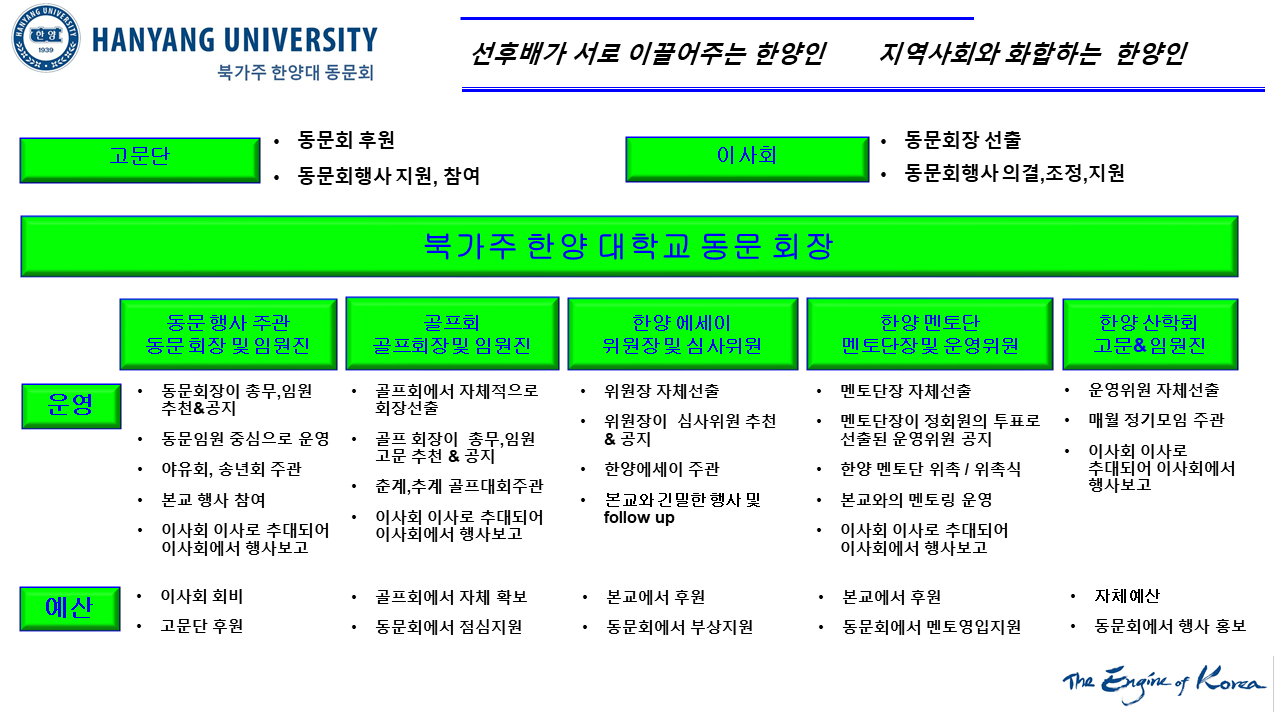 HANYANG UNIVERSITY
한양
1939
HANYANG UNIVERSITY
북가주 한양대 동문회
선후배가 서로 이끌어주는 한양인 지역사회와 화합하는 한양인
고문단
• 동문회 후원
• 동문회행사 지원, 참여
이사회
• 동문회장 선출
• 동문회행사 의결,조정,지원
북가주 한양 대학교 동문 회장
동문 행사 주관
동문 회장 및 임원진
골프회
골프회장 및 임원진
한양 에세이
위원장 및 심사위원
한양 멘토단
멘토단장 및 운영위원
한양 산학회
고문&임원진
운영
• 동문회장이 총무,임원
추천&공지
• 동문임원 중심으로 운영
• 야유회, 송년회 주관
• 본교 행사 참여
• 이사회 이사로 추대되어
이사회에서 행사보고
• 골프회에서 자체적으로
회장선출
• 골프 회장이 총무,임원
고문 추천 & 공지
• 춘계,추계 골프대회주관
• 이사회 이사로 추대되어
이사회에서 행사보고
• 위원장 자체선출
• 위원장이 심사위원 추천
& 공지
• 한양에세이 주관
• 본교와 긴밀한 행사 및
follow up
• 멘토단장 자체선출
• 멘토단장이 정회원의 투표로
선출된 운영위원 공지
• 한양 멘토단 위촉 / 위촉식
• 본교와의 멘토링 운영
• 이사회 이사로 추대되어
이사회에서 행사보고
• 운영위원 자체선출
• 매월 정기모임 주관
• 이사회 이사로
추대되어 이사회에서
행사보고
예산
• 이사회 회비
• 고문단 후원
• 골프회에서 자체 확보
• 동문회에서 점심지원
• 본교에서 후원
• 동문회에서 부상지원
• 본교에서 후원
• 동문회에서 멘토영입지원
• 자체예산
• 동문회에서 행사 홍보
The Engine of Korea